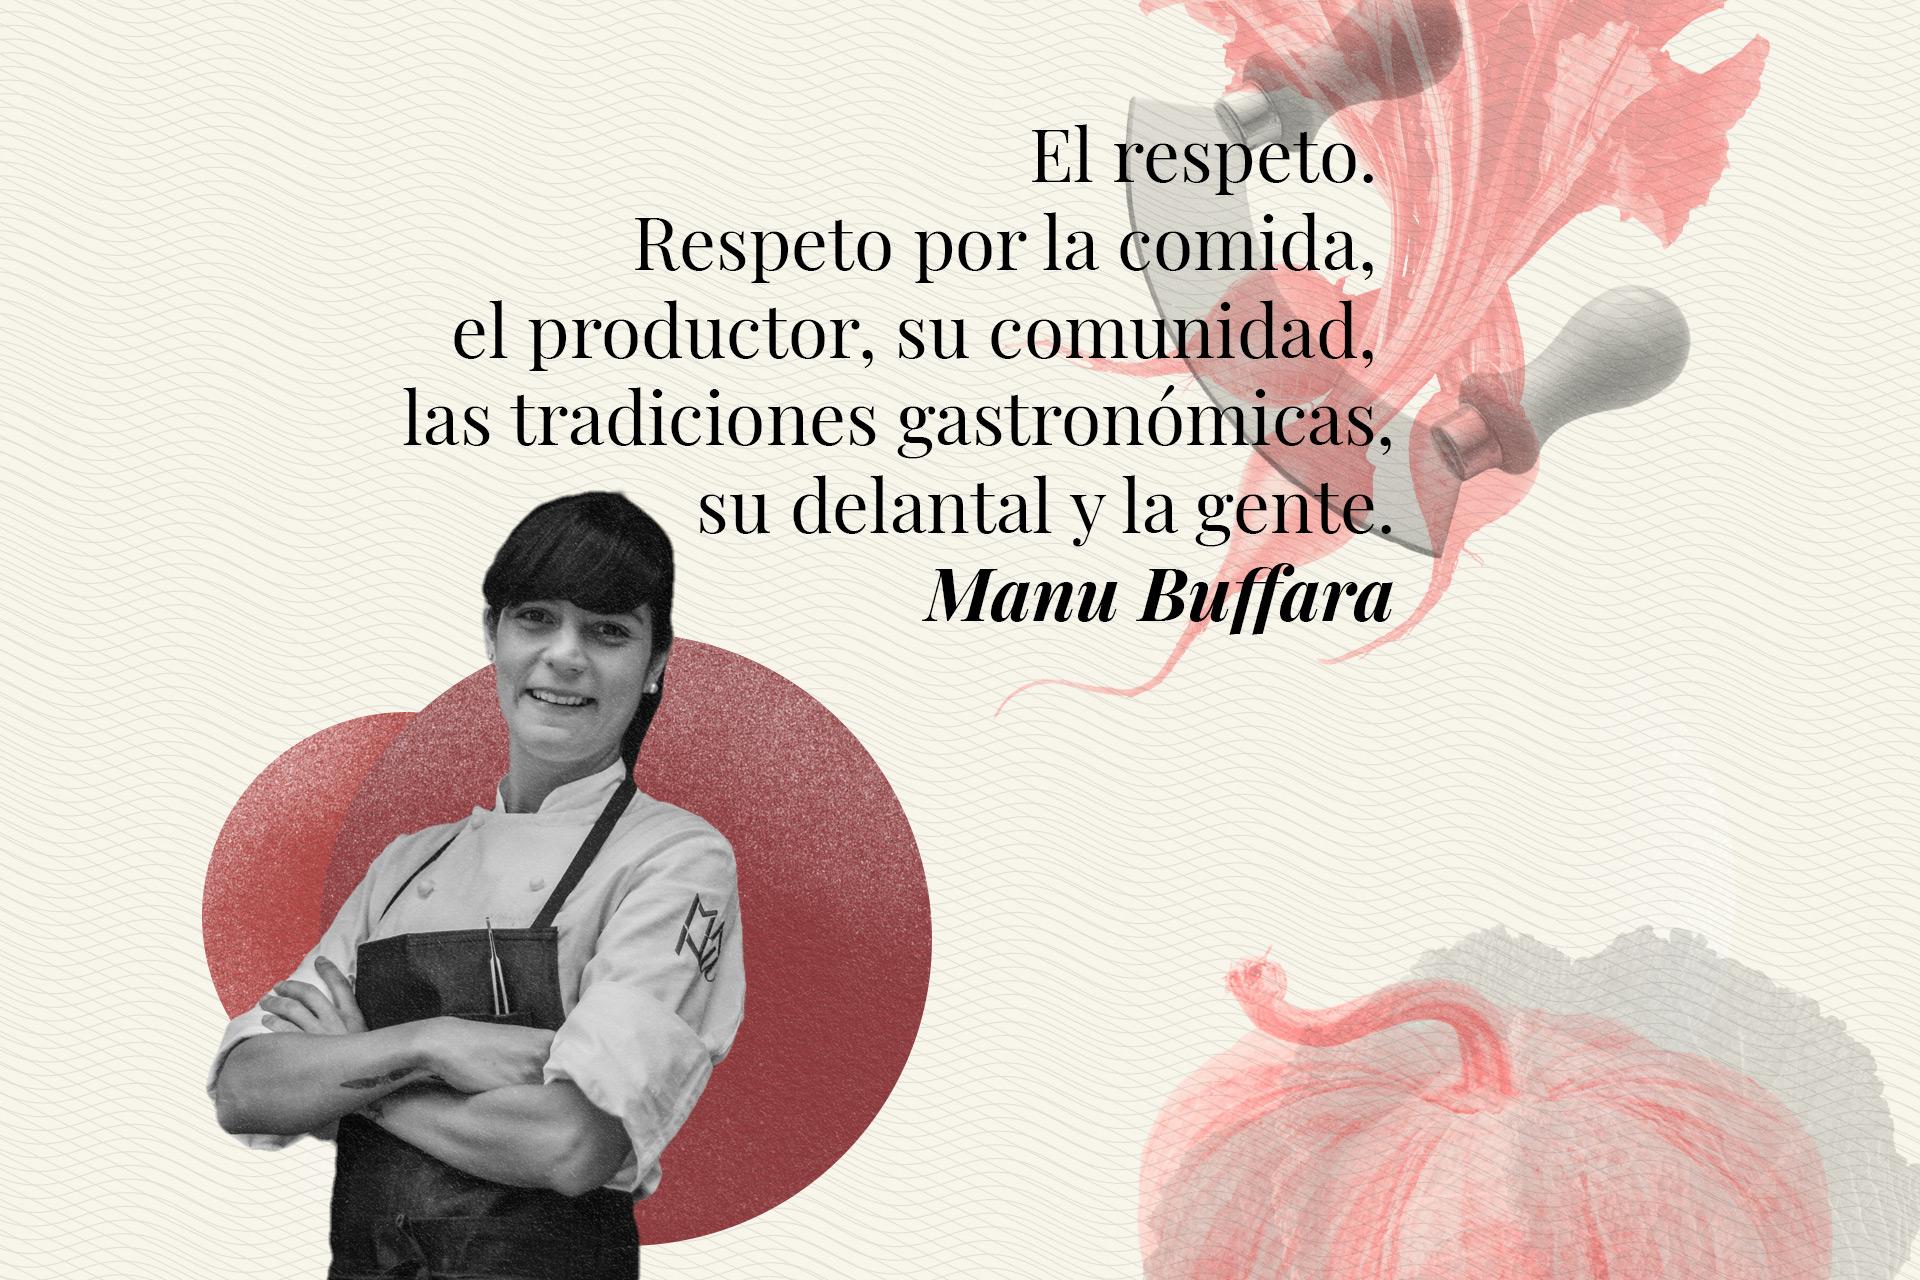 El respeto.
Respeto por la comida,
el productor, su comunidad,
las tradiciones gastronómicas,
su delantal y la gente.
Manu Buffara